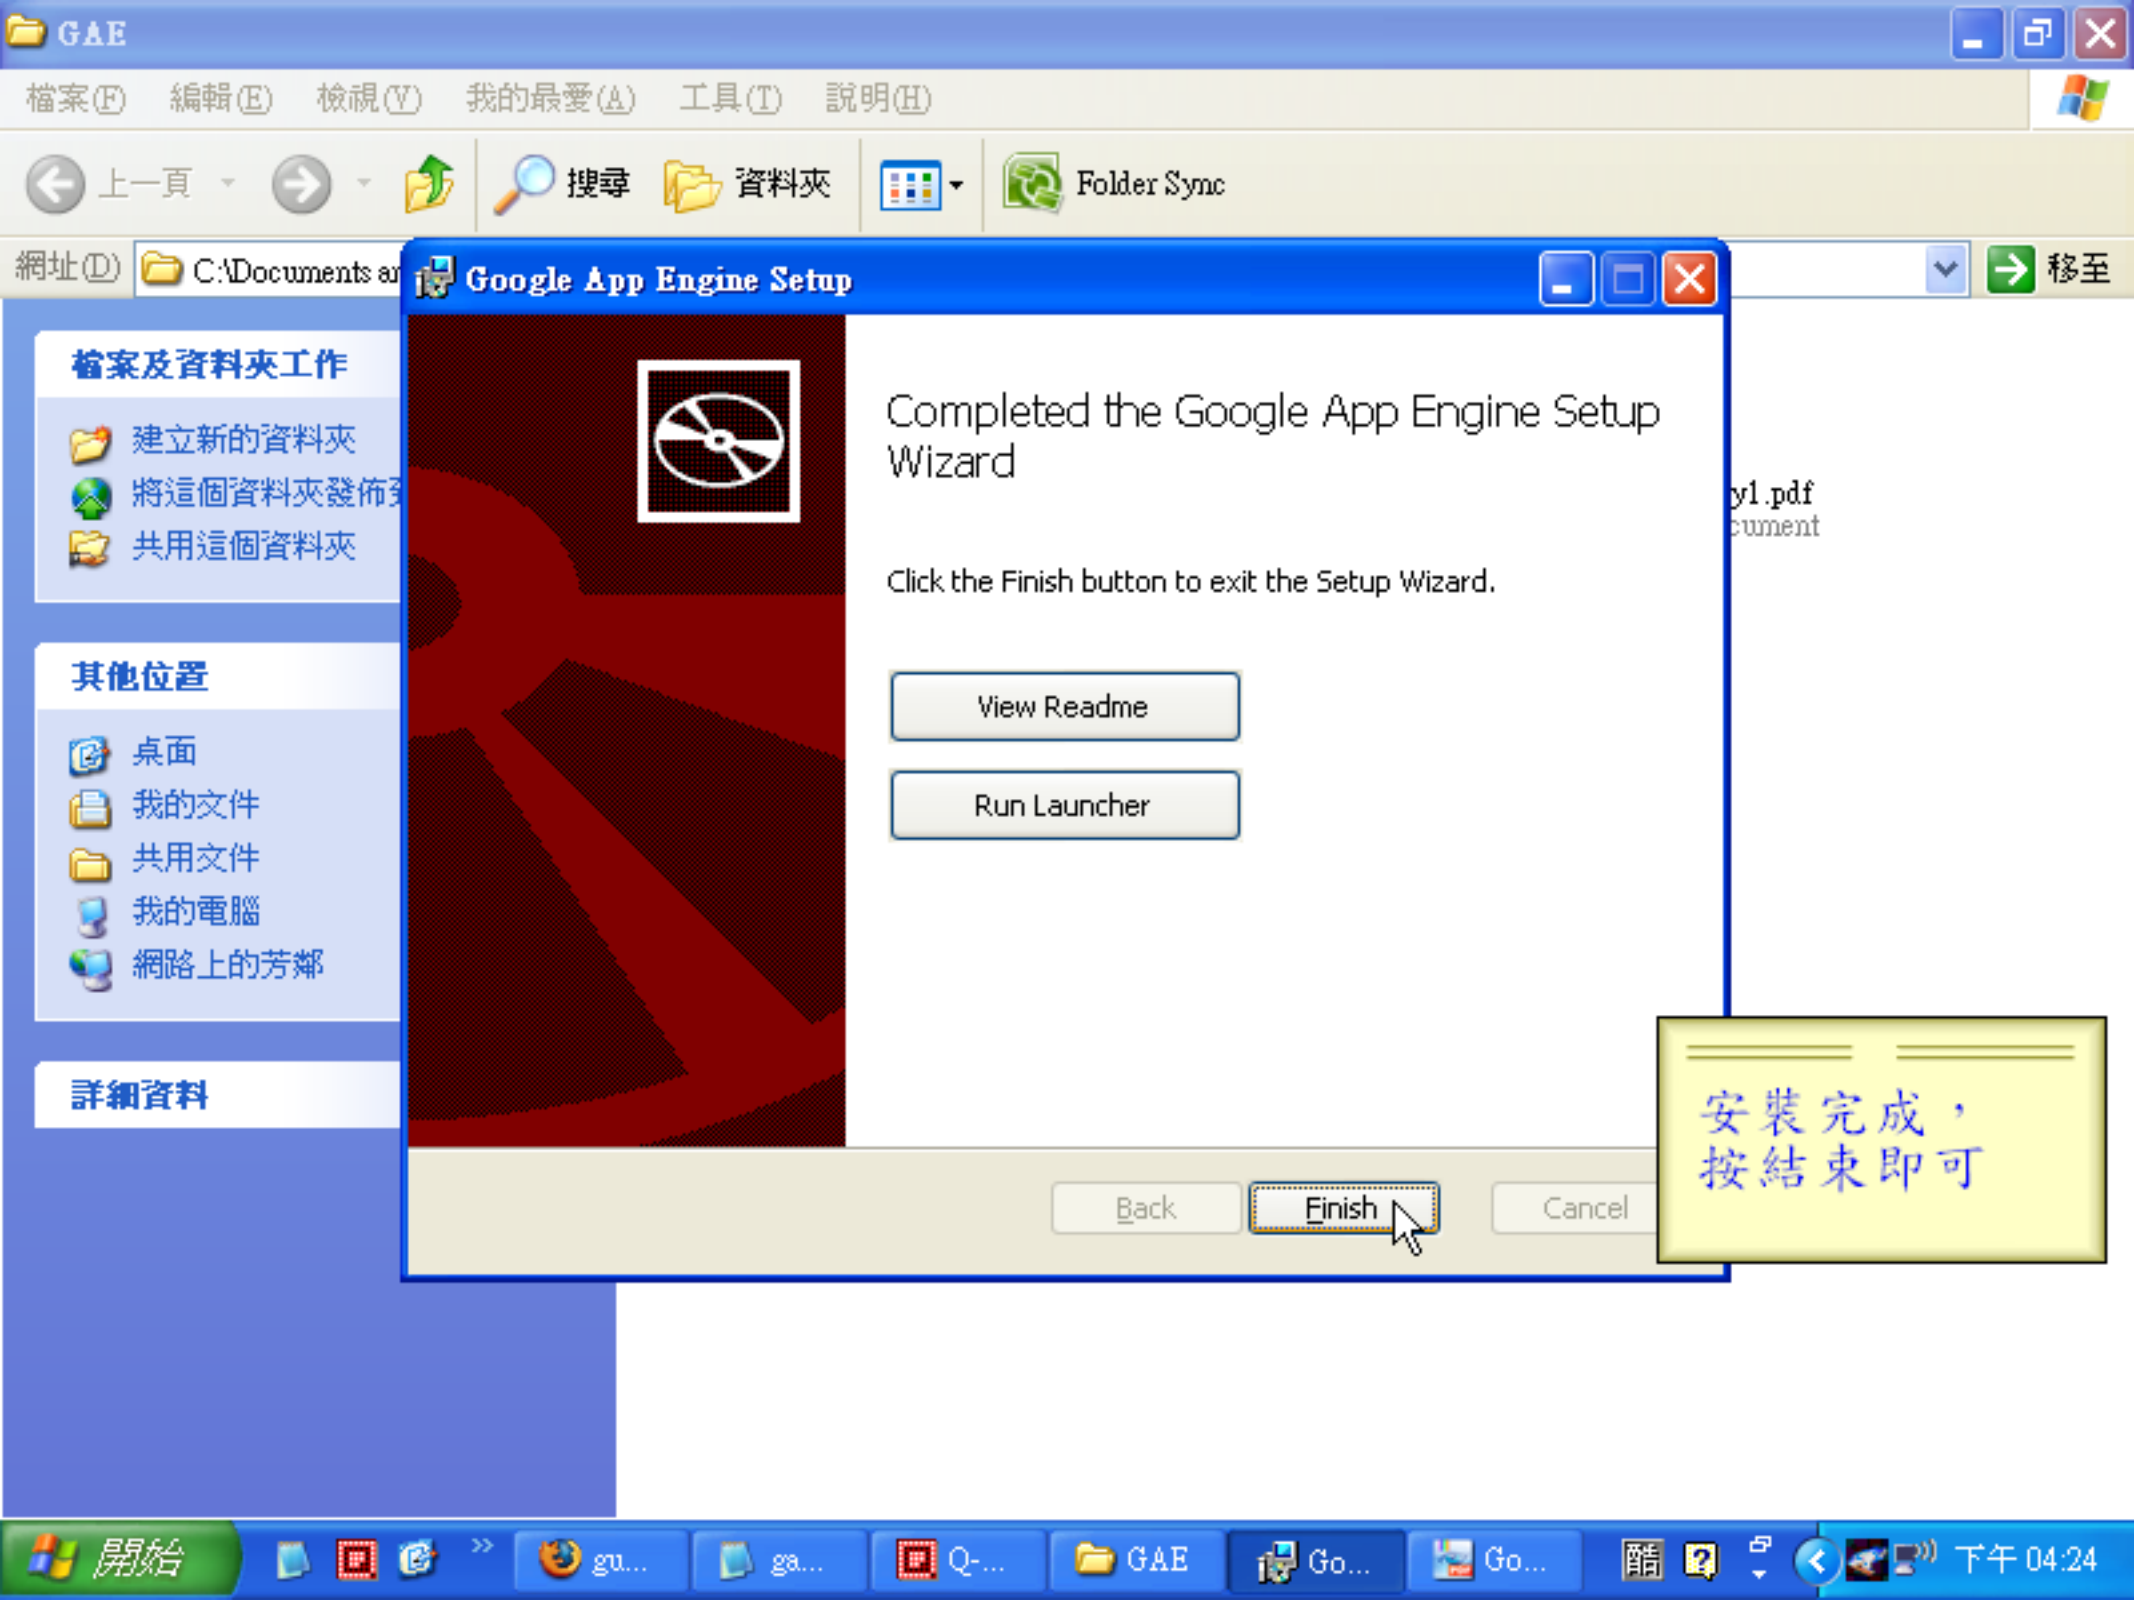 GAE
檔案(F) 編輯(E) 檢視(V) 我的最愛(A) 工具(T) 說明(H)
上一頁 搜尋 資料夾 Folder Sync
網址(D) C:\Documents 移至
Google App Engine Setup
檔案及資料夾工作
建立新的資料夾
將這個資料夾發佈到
共用這個資料夾
其他位置
桌面
我的文件
共用文件
我的電腦
網路上的芳鄰
詳細資料
Completed the Google App Engine Setup
Wizard
Click the Finish button to exit the Setup Wizard.
View Readme
Run Launcher
Back Finish Cancel
y1.pdf
cument
安裝完成，
按結束即可
開始 gu... ga... Q-... GAE Go... Go... 酷 下午 04:24